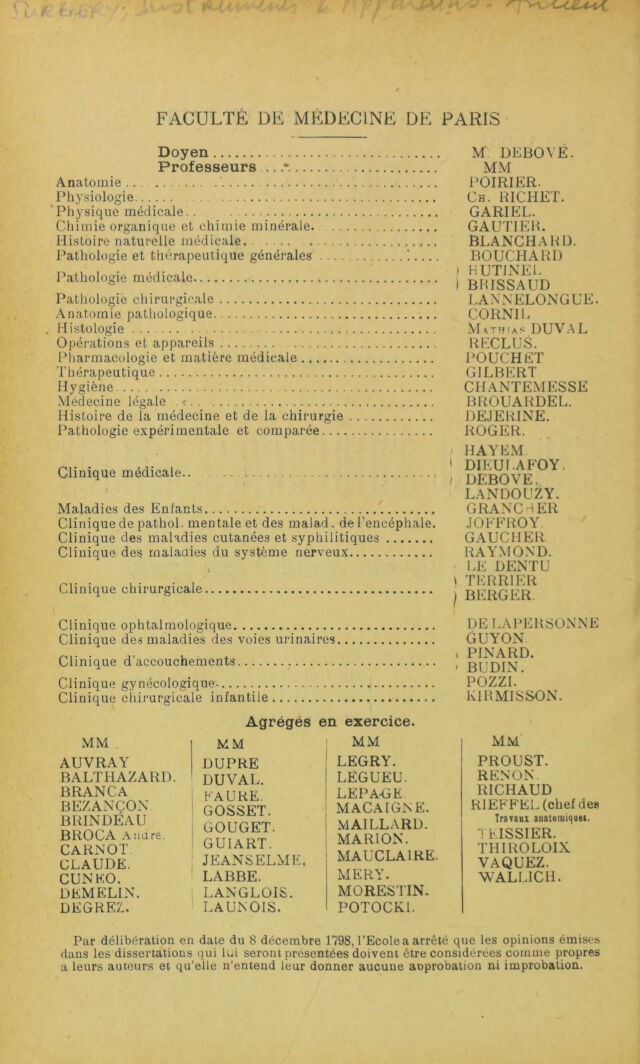 SURGERY; Instruments & Apparatus. Ancient
FACULTÉ DE MÉDECINE DE PARIS
Doyen ........ M. DEBOVE.
Professeurs ........ MM
Anatomie ........ POIRIER.
Physiologie ........ CH. RICHET.
Physique médicale ........ GARIEL.
Chimie organique et chimie minérale. ........ GAUTIER.
Histoire naturelle médicale. ........ BLANCHARD.
Pathologie et thérapeutique générales ........ BOUCHARD
Pathologie médicale ........ HUTINEL
BRISSAUD
Pathologie chirurgicale ........ LANNELONGUE.
Anatomie pathologique ........ CORNIL
Histologie ........ MATHIAS DUVAL
Opérations et appareils ........ RECLUS.
Pharmacologie et matière médicale ........ POUCHET
Thérapeutique ........ GILBERT
Hygiène ........ CHANTEMESSE
Médecine légale ........ BROUARDEL.
Histoire de la médecine et de la chirurgie ........ DEJERINE.
Pathologie expérimentale et comparée ........ ROGER.
Clinique médicale ........ HAYEM
DIEULAFOY.
DEBOVE.
LANDOUZY.
Maladies des Enfants ........ GRANCHER
Clinique de pathol. mentale et des malad. de l'encéphale. JOFFROY
Clinique des maladies cutanées et syphilitiques ....... GAUCHER
Clinique des maladies du système nerveux ........ RAYMOND.
Clinique chirurgicale ........ LE DENTU
TERRIER
BERGER.
Clinique ophtalmologique ........ DE LAPERSONNE
Clinique des maladies des voies urinaires ........ GUYON
Clinique d'accouchements ........ PINARD.
BUDIN.
Clinique gynécologique ........ POZZI.
Clinique chirurgicale infantile ........ KIRMISSON.
Agrégés en exercice.
MM
AUVRAY
BALTHAZARD.
BRANCA
BEZANÇON
BRINDEAU
BROCA André.
CARNOT
CLAUDE.
CUNEO.
DEMELIN.
DEGREZ.
MM
DUPRE
DUVAL.
FAURE.
GOSSET.
GOUGET.
GUIART.
JEANSELME.
LABBE.
LANGLOIS.
LAUNOIS.
MM
LEGRY.
LEGUEU.
LEPAGE
MACAIGNE.
MAILLARD.
MARION.
MAUCLAIRE.
MERY.
MORESTIN.
POTOCKI.
MM
PROUST.
RENON.
RICHAUD
RIEFFEL (chef des
Travaux anatomiques.
TEISSIER.
THIROLOIX
VAQUEZ.
WALLICH.
Par délibération en date du 8 décembre 1798, l'Ecole a arrêté que les opinions émises
dans les dissertations qui lui seront présentées doivent être considérées comme propres
a leurs auteurs et qu'elle n'entend leur donner aucune approbation ni improbation.